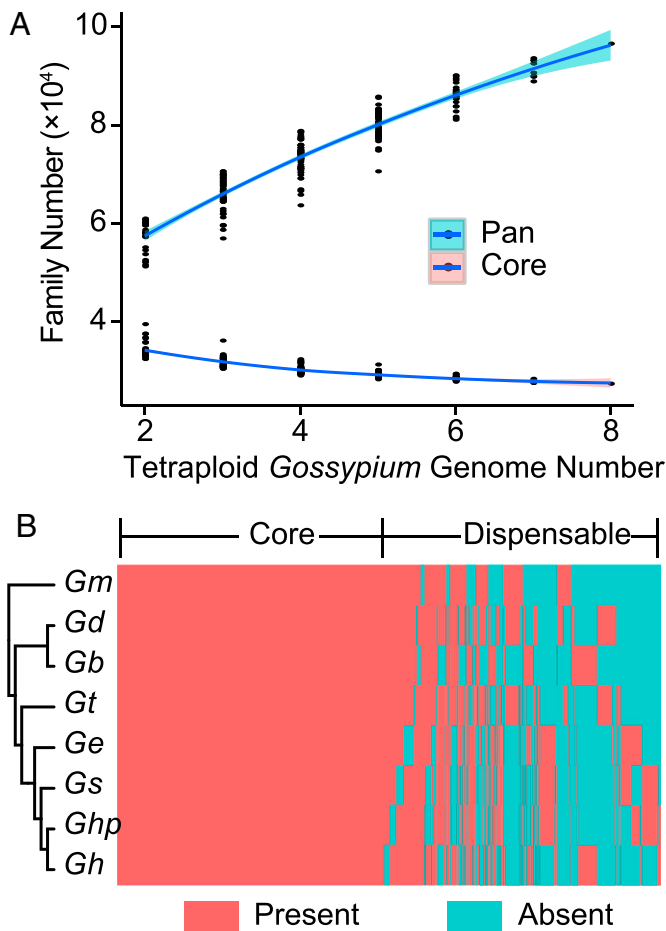 A
Family Number (×10⁴)
10
8
6
4
Pan
Core
2 4 6 8
Tetraploid Gossypium Genome Number
B
Core Dispensable
Gm
Gd
Gb
Gt
Ge
Gs
Ghp
Gh
Present Absent